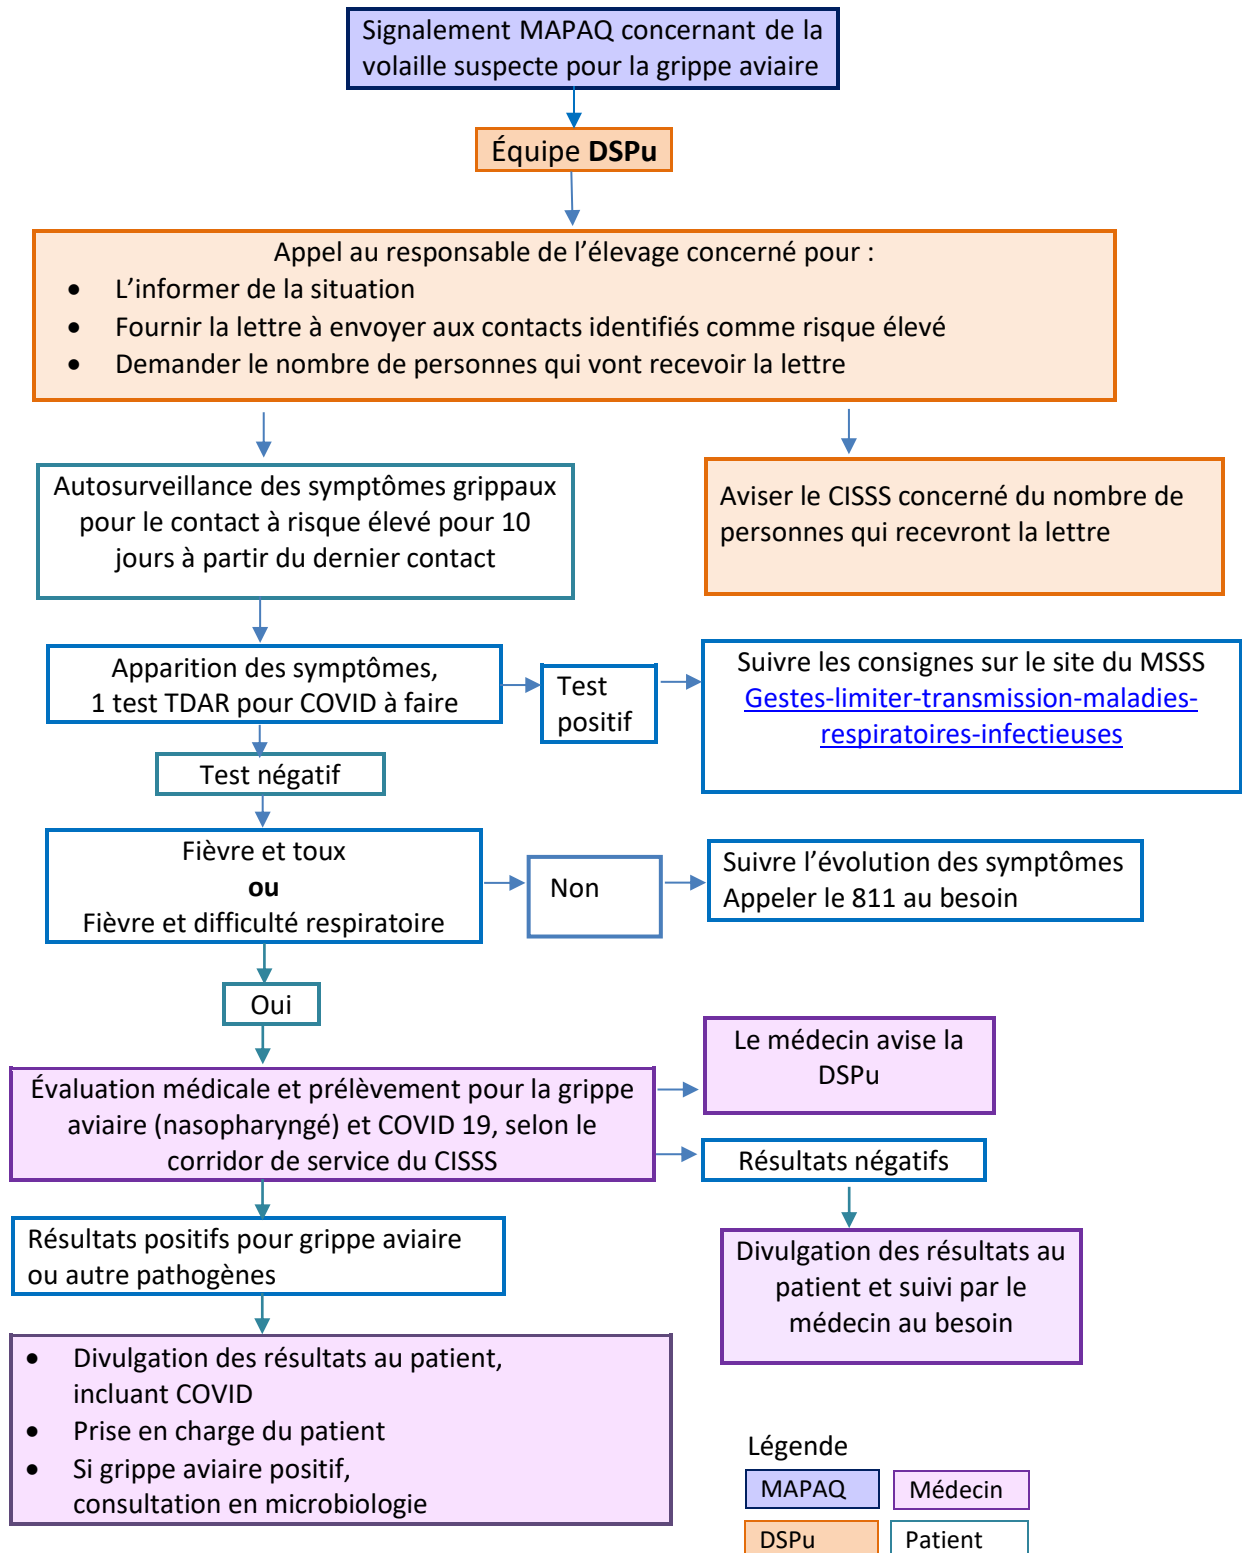 Signalement MAPAQ concernant de la
volaille suspecte pour la grippe aviaire
Équipe DSPu
Appel au responsable de l'élevage concerné pour :
• L'informer de la situation
• Fournir la lettre à envoyer aux contacts identifiés comme risque élevé
• Demander le nombre de personnes qui vont recevoir la lettre
Autosurveillance des symptômes grippaux
pour le contact à risque élevé pour 10
jours à partir du dernier contact
Aviser le CISSS concerné du nombre de
personnes qui recevront la lettre
Apparition des symptômes,
1 test TDAR pour COVID à faire
Test
positif
Suivre les consignes sur le site du MSSS
Gestes-limiter-transmission-maladies-
respiratoires-infectieuses
Test négatif
Fièvre et toux
ou
Fièvre et difficulté respiratoire
Non
Suivre l'évolution des symptômes
Appeler le 811 au besoin
Oui
Évaluation médicale et prélèvement pour la grippe
aviaire (nasopharyngé) et COVID 19, selon le
corridor de service du CISSS
Le médecin avise la
DSPu
Résultats négatifs
Résultats positifs pour grippe aviaire
ou autre pathogènes
Divulgation des résultats au
patient et suivi par le
médecin au besoin
• Divulgation des résultats au patient,
incluant COVID
• Prise en charge du patient
• Si grippe aviaire positif,
consultation en microbiologie
Légende
MAPAQ
Médecin
DSPu
Patient